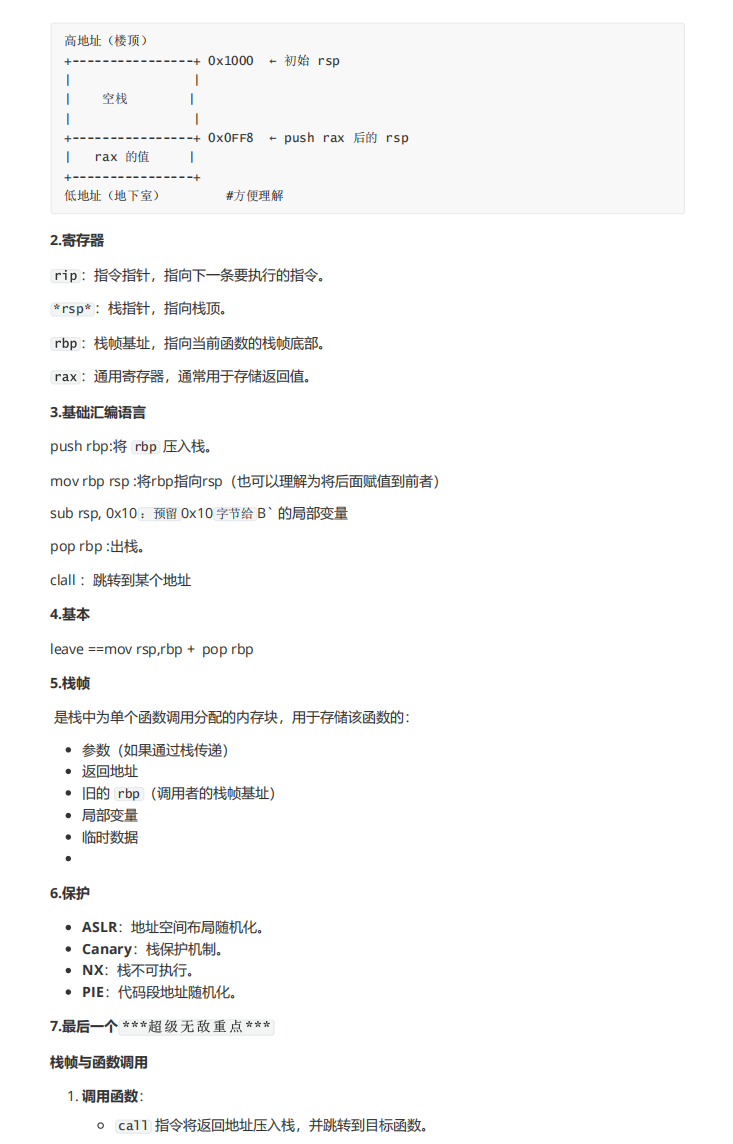 高地址（楼顶）
+----------------+ 0x1000  ← 初始 rsp
|                |
|    空栈        |
|                |
+----------------+ 0x0FF8  ← push rax 后的 rsp
|   rax 的值     |
+----------------+
低地址（地下室）        #方便理解
2.寄存器
rip：指令指针，指向下一条要执行的指令。
*rsp*：栈指针，指向栈顶。
rbp：栈帧基址，指向当前函数的栈帧底部。
rax：通用寄存器，通常用于存储返回值。
3.基础汇编语言
push rbp:将 rbp 压入栈。
mov rbp rsp :将rbp指向rsp（也可以理解为将后面赋值到前者）
sub rsp, 0x10：预留0x10字节给B` 的局部变量
pop rbp :出栈。
clall ：跳转到某个地址
4.基本
leave ==mov rsp,rbp + pop rbp
5.栈帧
是栈中为单个函数调用分配的内存块，用于存储该函数的：
• 参数（如果通过栈传递）
• 返回地址
• 旧的 rbp（调用者的栈帧基址）
• 局部变量
• 临时数据
•
6.保护
• ASLR：地址空间布局随机化。
• Canary：栈保护机制。
• NX：栈不可执行。
• PIE：代码段地址随机化。
7.最后一个***超级无敌重点***
栈帧与函数调用
1. 调用函数：
○ call 指令将返回地址压入栈，并跳转到目标函数。